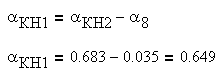 αKH1 = αKH2 − α8
αKH1 = 0.683 − 0.035 = 0.649